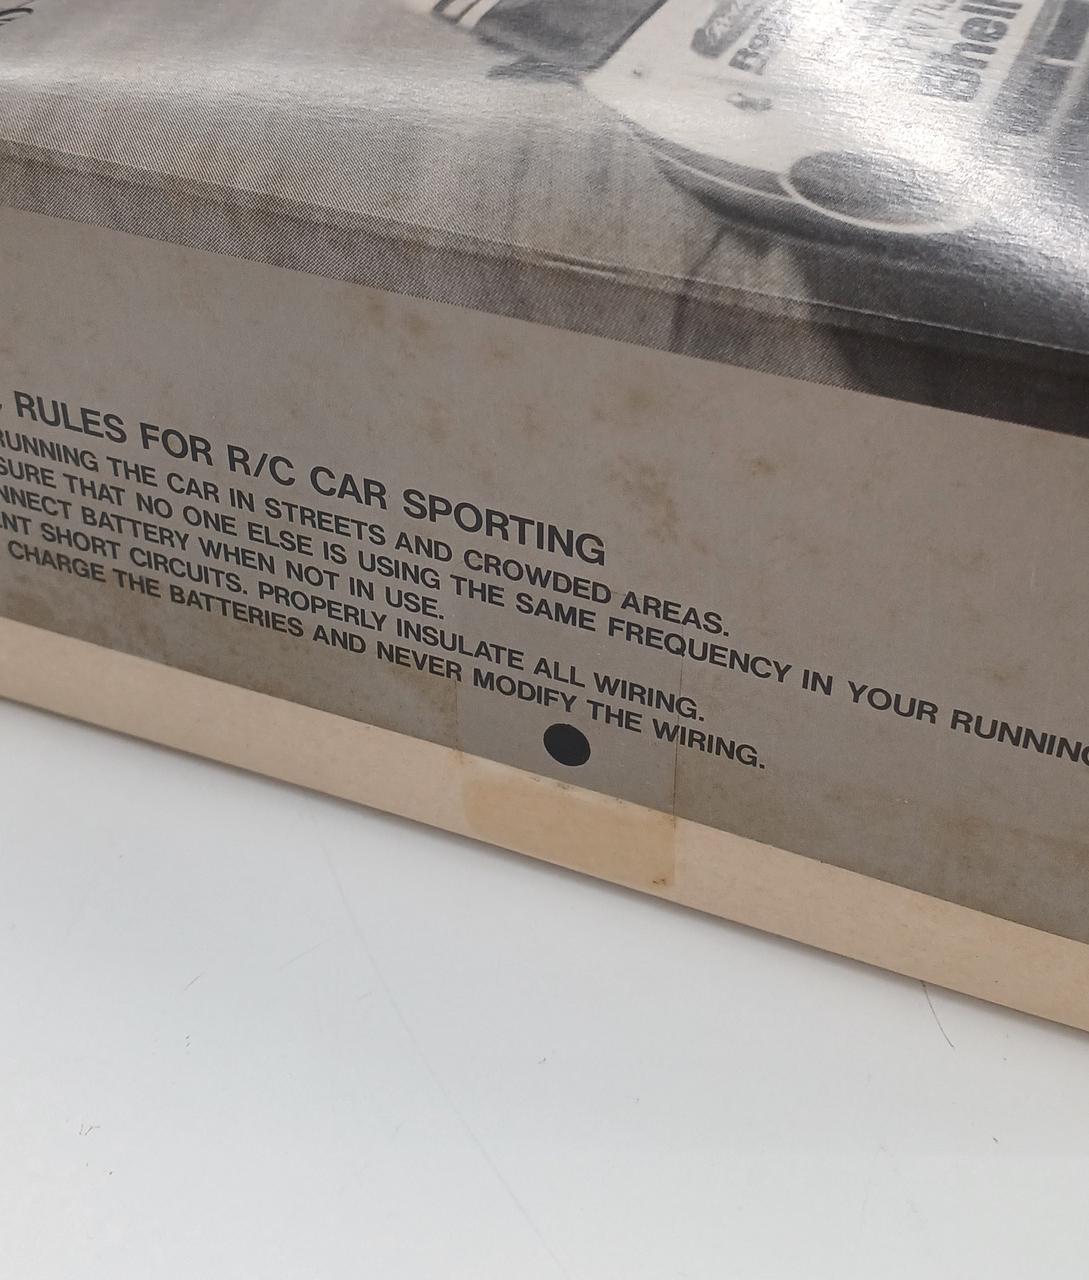 Shell
RULES FOR R/C CAR SPORTING
RUNNING THE CAR IN STREETS AND CROWDED AREAS.
SURE THAT NO ONE ELSE IS USING THE SAME FREQUENCY IN YOUR RUNNING
NNECT BATTERY WHEN NOT IN USE.
ENT SHORT CIRCUITS. PROPERLY INSULATE ALL WIRING.
CHARGE THE BATTERIES AND NEVER MODIFY THE WIRING.